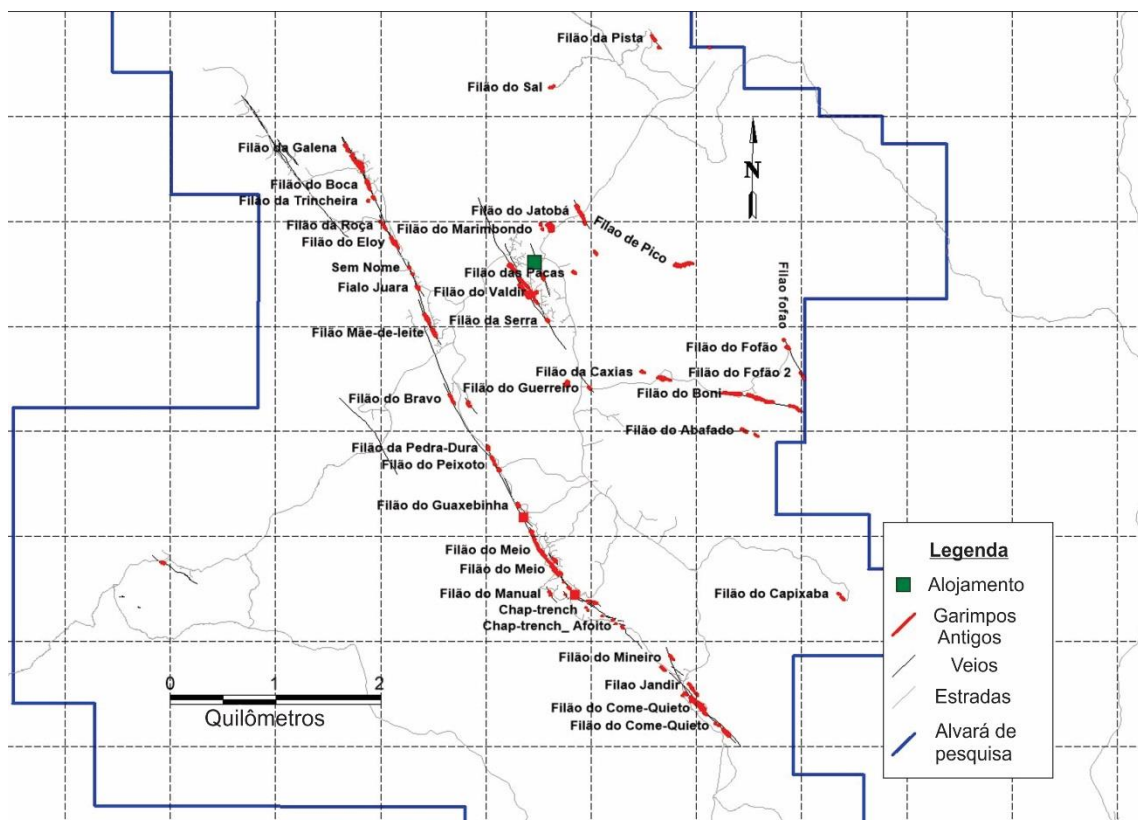 Filão da Pista
Filão do Sal
N
Filão da Galena
Filão do Boca
Filão da Trincheira
Filão do Jatobá
Filão da Roça
Filão do Marimbondo
Filão do Eloy
Filao de Pico
Sem Nome
Filão das Pacas
Fialo Juara
Filão do Valdir
Filao fofao
Filão da Serra
Filão Mãe-de-leite
Filão do Fofão
Filão da Caxias
Filão do Fofão 2
Filão do Guerreiro
Filão do Boni
Filão do Bravo
Filão do Abafado
Filão da Pedra-Dura
Filão do Peixoto
Filão do Guaxebinha
Filão do Meio
Filão do Meio
Filão do Manual
Filão do Capixaba
Chap-trench
Chap-trench_ Afoito
Filão do Mineiro
Filao Jandir
Filão do Come-Quieto
Filão do Come-Quieto
0 2
Quilômetros
Legenda
Alojamento
Garimpos
Antigos
Veios
Estradas
Alvará de
pesquisa